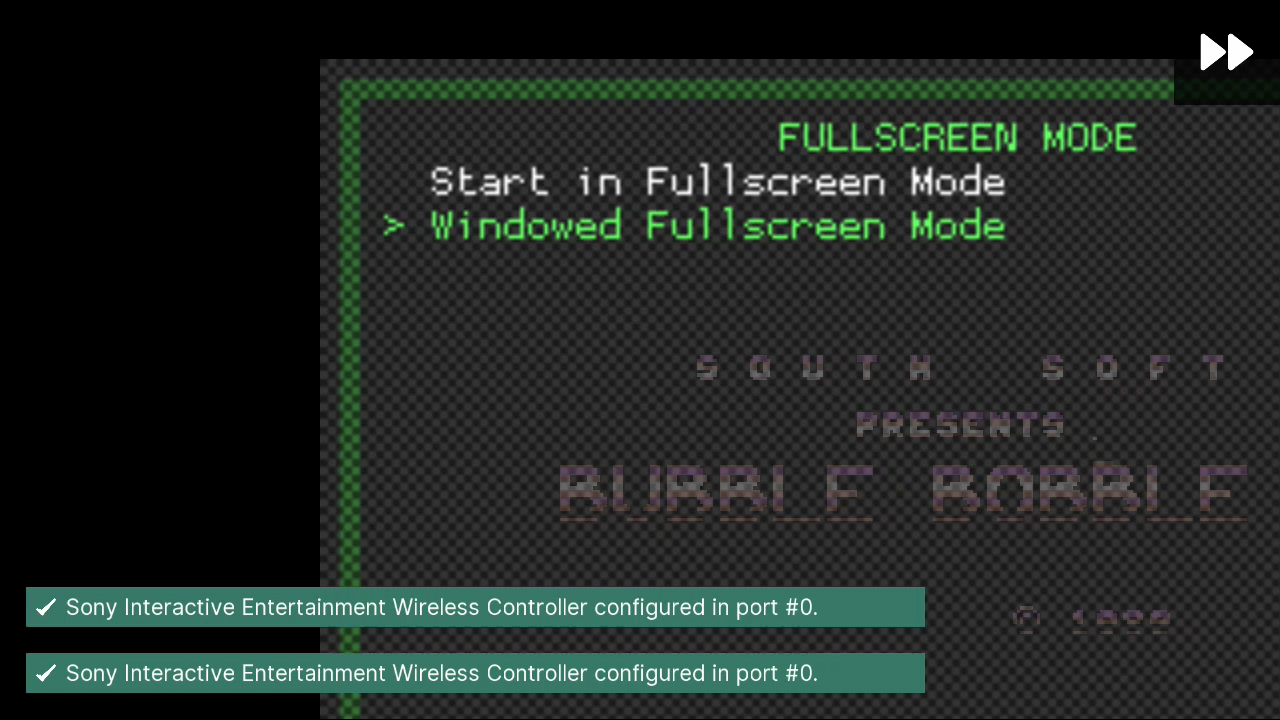 FULLSCREEN MODE
Start in Fullscreen Mode
> Windowed Fullscreen Mode
SOUTH SOFT
PRESENTS
BUBBLE BOBBLE
Sony Interactive Entertainment Wireless Controller configured in port #0.
Sony Interactive Entertainment Wireless Controller configured in port #0.